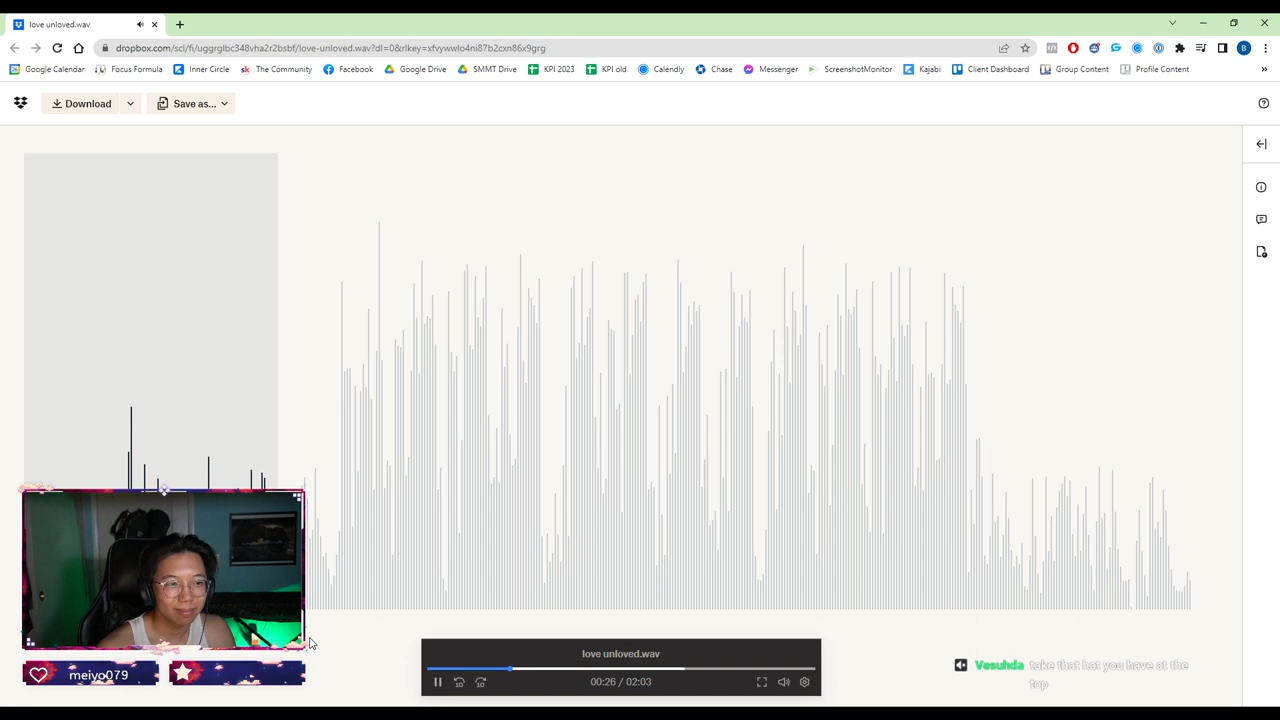 love unloved.wav
dropbox.com/scl/fi/uggrglbc348vha2r2bsbf/love-unloved.wav?dl=0&rlkey=xfvywwlo4ni87b2cxn86x9grg
B
Google Calendar
Focus Formula
Inner Circle
sk The Community
Facebook
Google Drive
SMMT Drive
KPI 2023
KPI old
Calendly
Chase
Messenger
ScreenshotMonitor
Kajabi
Client Dashboard
Group Content
Profile Content
Download
Save as...
love unloved.wav
10 10 00:26 / 02:03
meiyo079
Vesuhda take that hat you have at the
top